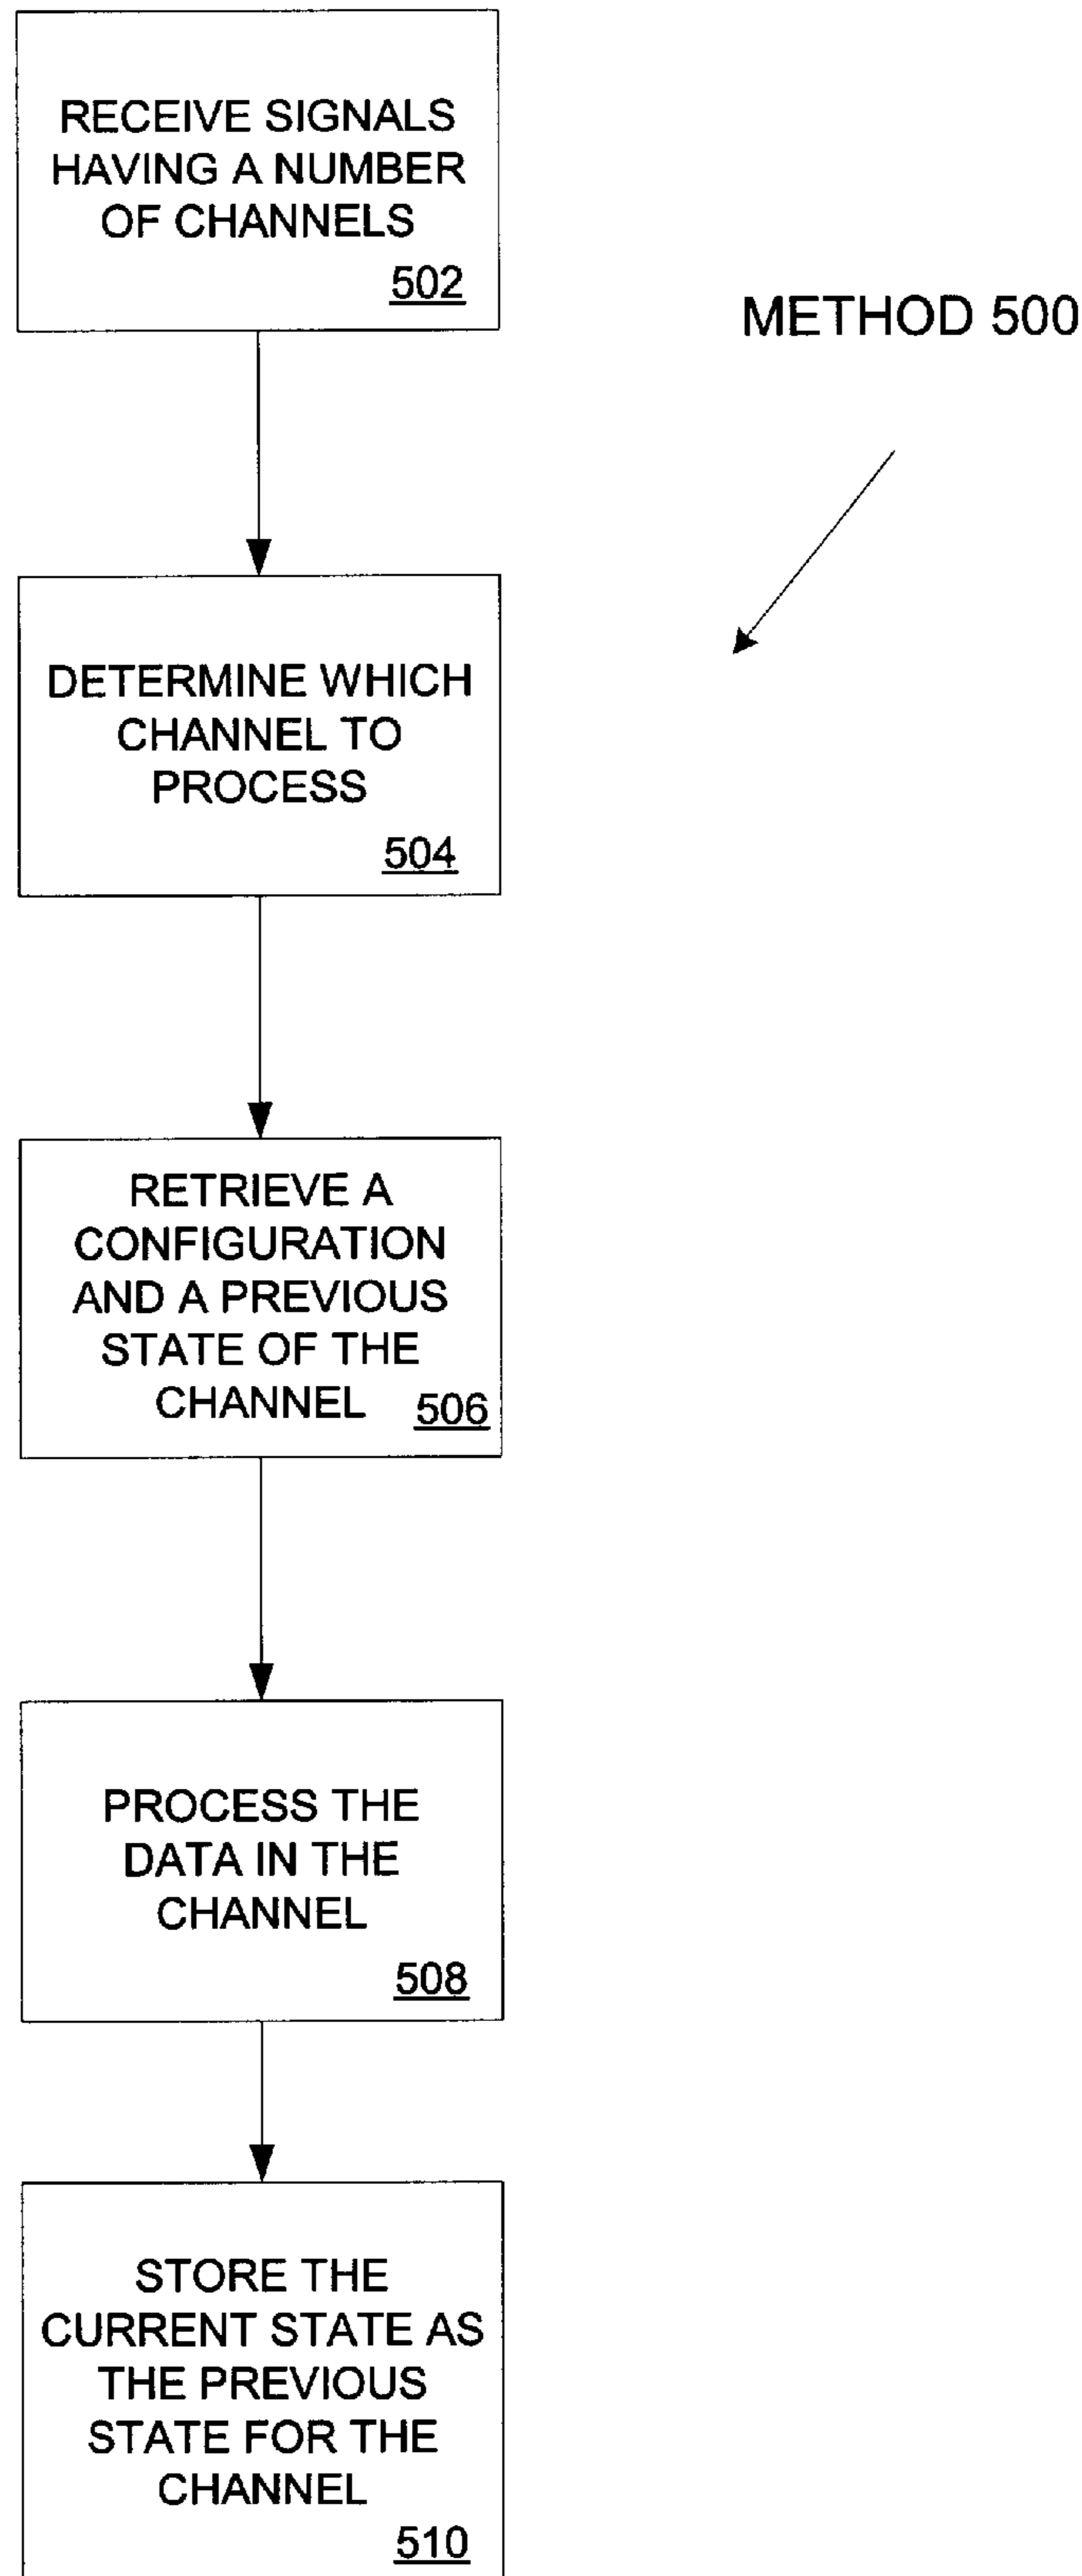 RECEIVE SIGNALS
HAVING A NUMBER
OF CHANNELS
502
METHOD 500
DETERMINE WHICH
CHANNEL TO
PROCESS
504
RETRIEVE A
CONFIGURATION
AND A PREVIOUS
STATE OF THE
CHANNEL 506
PROCESS THE
DATA IN THE
CHANNEL
508
STORE THE
CURRENT STATE AS
THE PREVIOUS
STATE FOR THE
CHANNEL
510